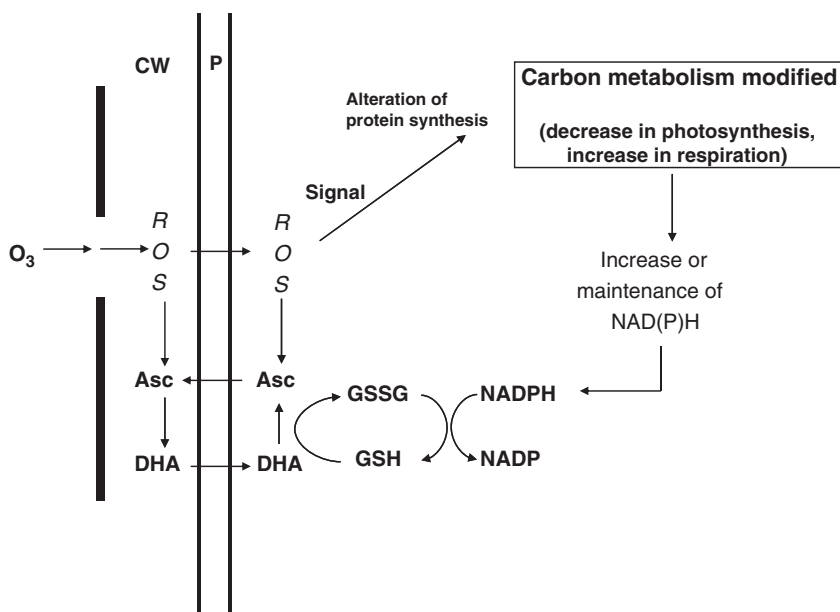 CW
P
Carbon metabolism modified
(decrease in photosynthesis,
increase in respiration)
Alteration of
protein synthesis
Signal
O₃
R
O
S
R
O
S
Increase or
maintenance of
NAD(P)H
Asc
Asc
GSSG
NADPH
DHA
DHA
GSH
NADP